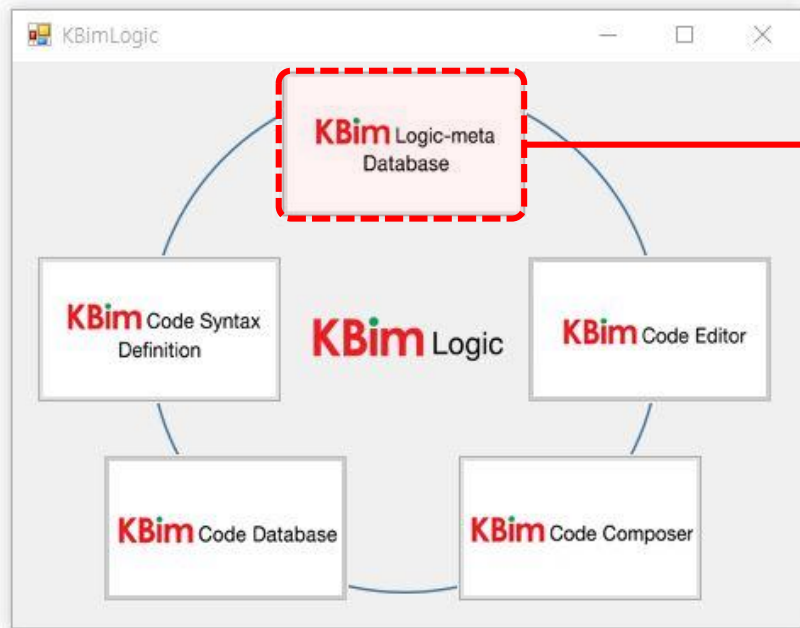 KBimLogic
KBim Logic-meta
Database
KBim Code Syntax
Definition
KBim Logic
KBim Code Editor
KBim Code Database
KBim Code Composer